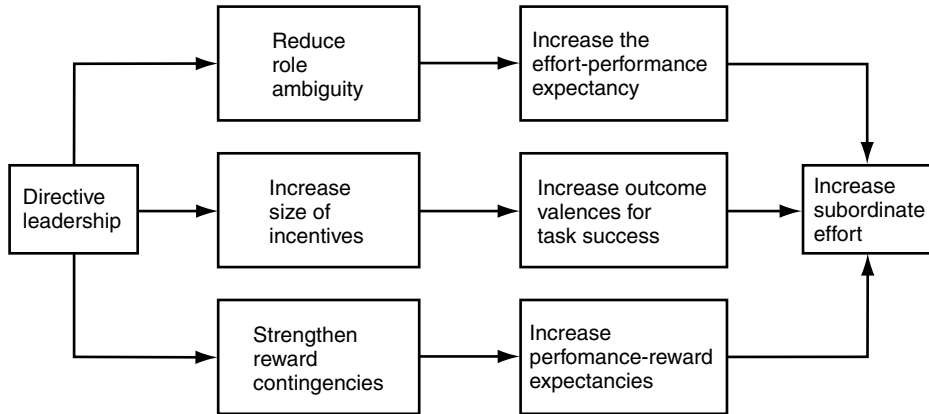 Reduce
role
ambiguity
Increase the
effort-performance
expectancy
Directive
leadership
Increase
size of
incentives
Increase outcome
valences for
task success
Increase
subordinate
effort
Strengthen
reward
contingencies
Increase
perfomance-reward
expectancies